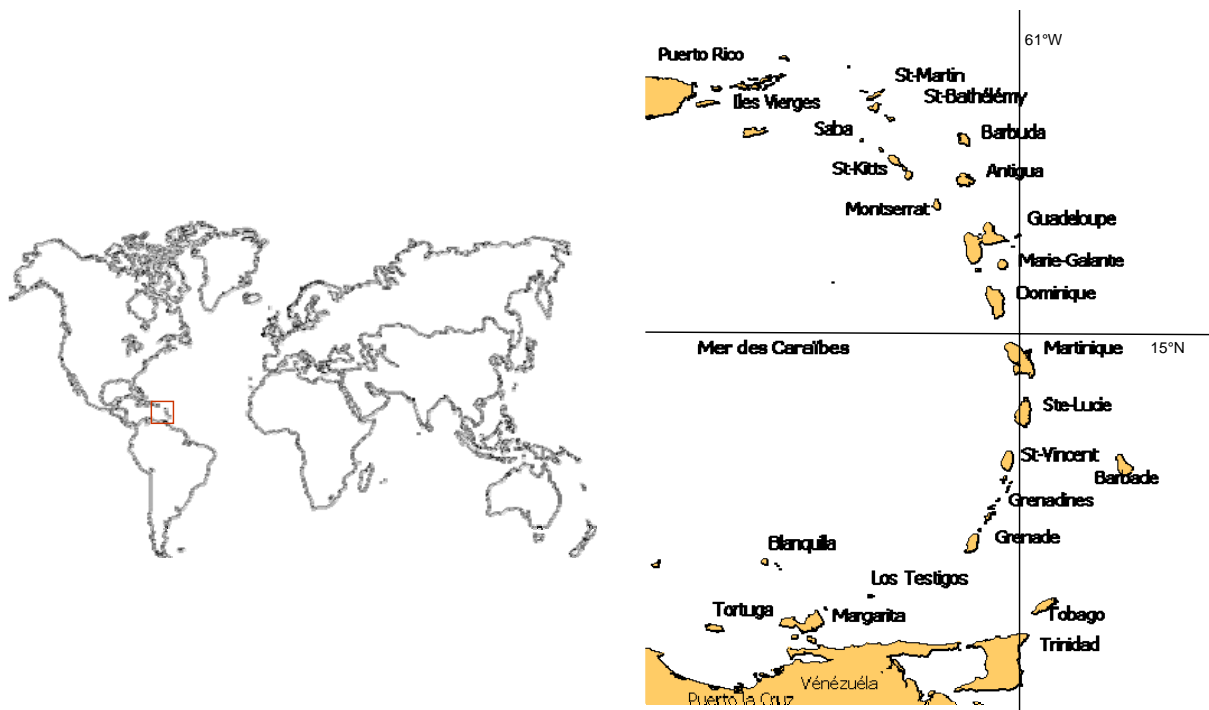 61°W
Puerto Rico
St-Martin
St-Bathélémy
Iles Vierges
Saba
Barbuda
St-Kitts
Antigua
Montserrat
Guadeloupe
Marie-Galante
Dominique
Mer des Caraïbes
Martinique
15°N
Ste-Lucie
St-Vincent
Barbade
Grenadines
Grenade
Blanquilla
Los Testigos
Tortuga
Margarita
Tobago
Trinidad
Vénézuéla
Puerto la Cruz